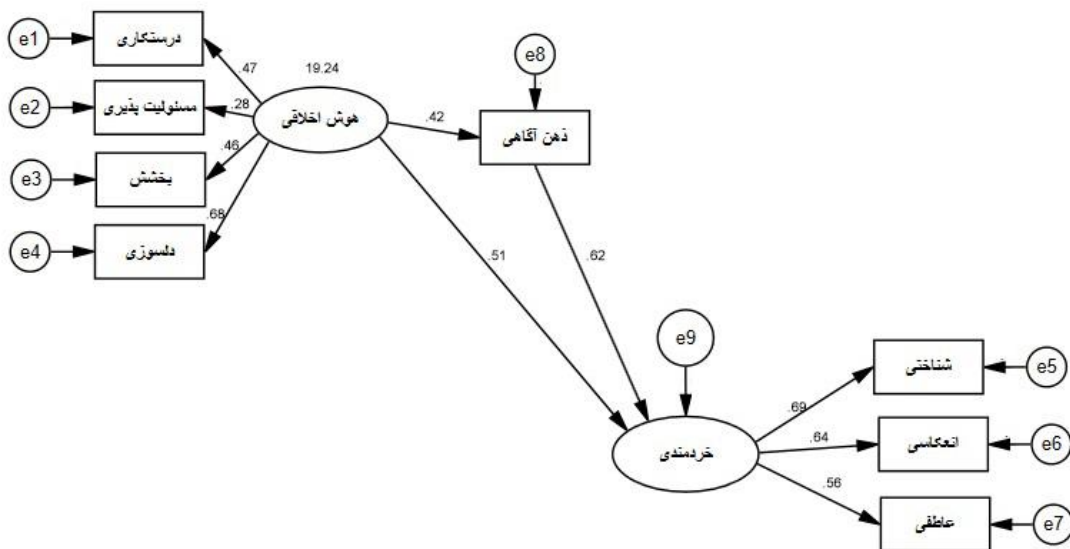 e1
درستکاری
.47
e2
مسئولیت پذیری
.28
e3
بخشش
.46
e4
دلسوزی
.68
19.24
هوش اخلاقی
.42
e8
ذهن آگاهی
.51
.62
e9
خردمندی
.69
شناختی
e5
.64
انعکاسی
e6
.56
عاطفی
e7